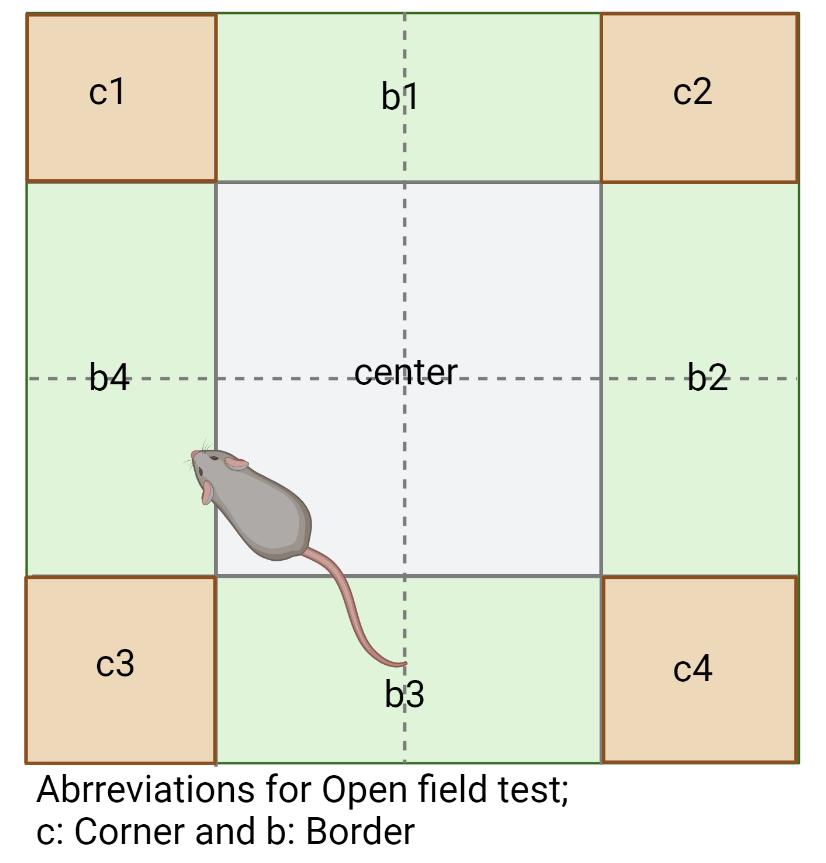 c1
b1
c2
b4
center
b2
c3
b3
c4
Abrreviations for Open field test;
c: Corner and b: Border